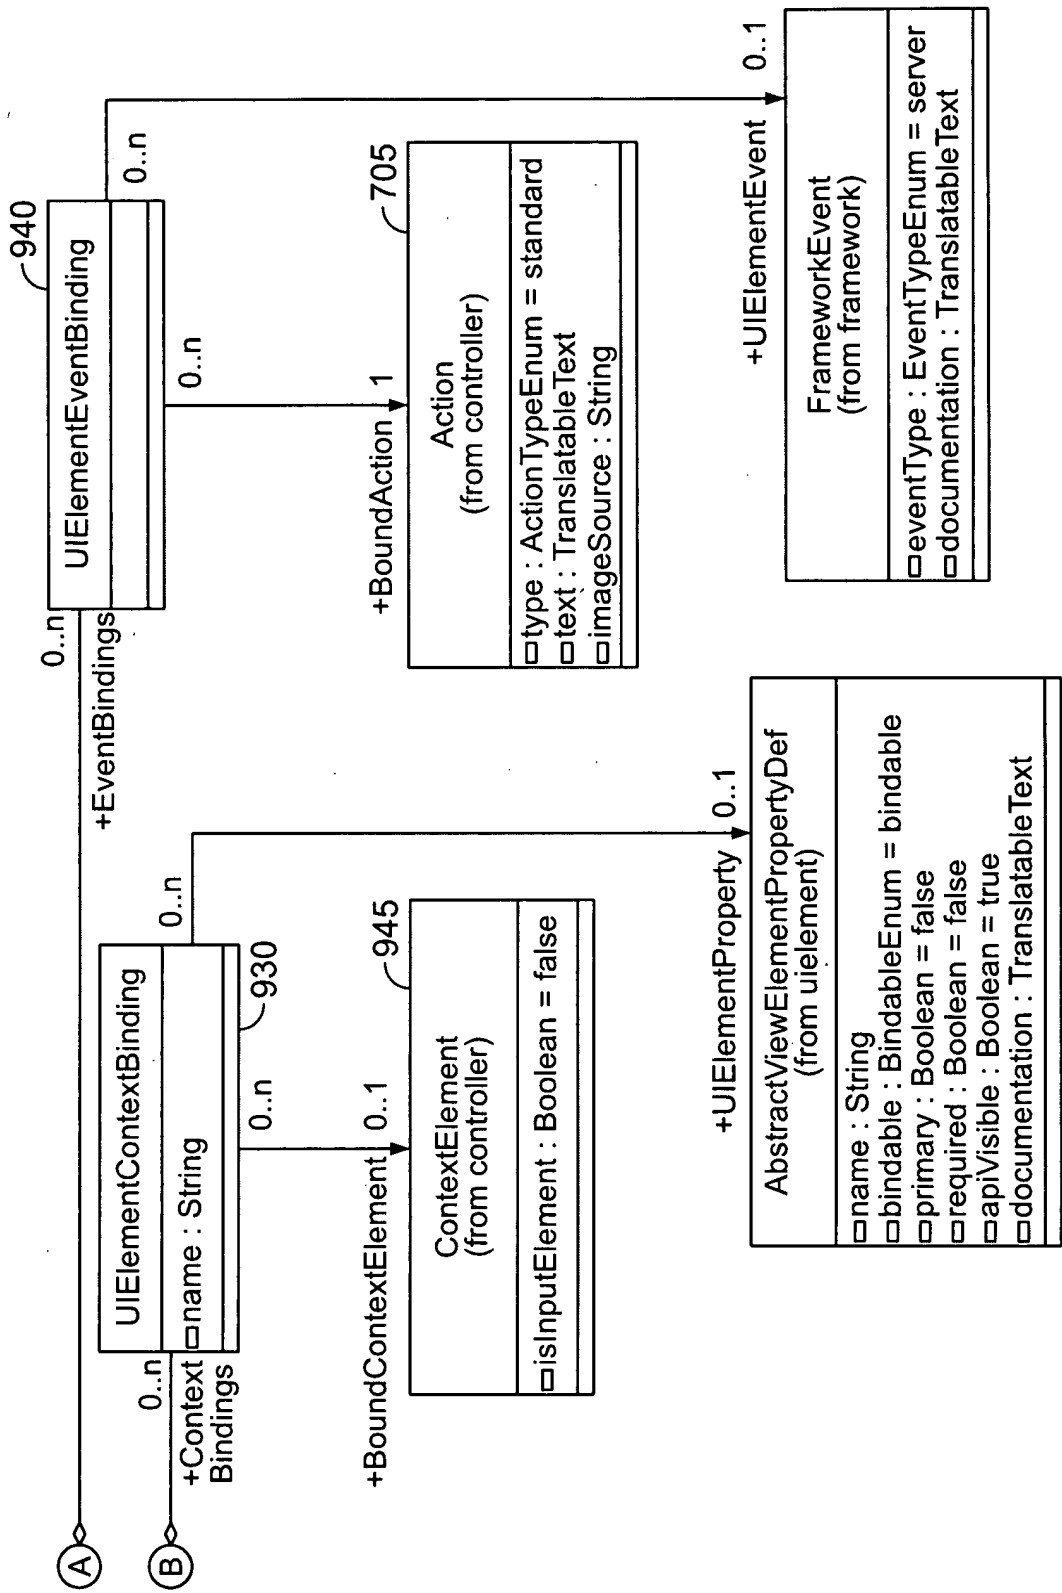 A
0..n
+EventBindings
940
UIElementEventBinding
0..n
0..n
B
0..n
+Context
Bindings
UIElementContextBinding
name : String
930
0..n
0..n
+BoundContextElement
0..1
945
ContextElement
(from controller)
isInputElement : Boolean = false
+BoundAction
1
705
Action
(from controller)
type : ActionTypeEnum = standard
text : TranslatableText
imageSource : String
+UIElementProperty
0..1
AbstractViewElementPropertyDef
(from uielement)
name : String
bindable : BindableEnum = bindable
primary : Boolean = false
required : Boolean = false
apiVisible : Boolean = true
documentation : TranslatableText
+UIElementEvent
0..1
FrameworkEvent
(from framework)
eventType : EventTypeEnum = server
documentation : TranslatableText